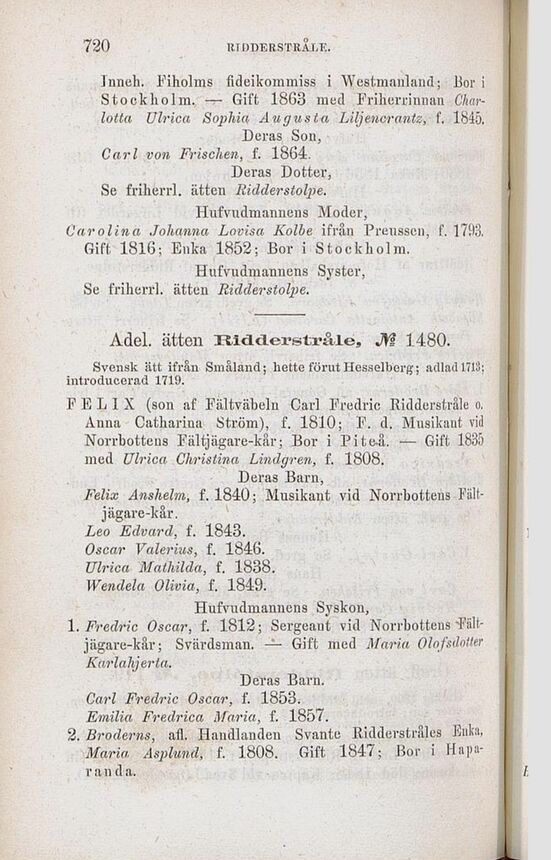 720
RIDDERSTRÅLE.
Inneh. Fiholms fideikommiss i Westmanland; Bor i
Stockholm. — Gift 1863 med Friherrinnan Char-
lotta Ulrica Sophia Augusta Liljencrantz, f. 1845.
Deras Son,
Carl von Frischen, f. 1864.
Deras Dotter,
Se friherrl. ätten Ridderstolpe.
Hufvudmannens Moder,
Carolina Johanna Lovisa Kolbe ifrån Preussen, f. 1793.
Gift 1816; Enka 1852; Bor i Stockholm.
Hufvudmannens Syster,
Se friherrl. ätten Ridderstolpe.
Adel. ätten Ridderstråle, № 1480.
Svensk ätt ifrån Småland; hette förut Hesselberg; adlad 1713;
introducerad 1719.
FELIX (son af Fältväbeln Carl Fredric Ridderstråle o.
Anna Catharina Ström), f. 1810; F. d. Musikant vid
Norrbottens Fältjägare-kår; Bor i Piteå. — Gift 1835
med Ulrica Christina Lindgren, f. 1808.
Deras Barn,
Felix Anshelm, f. 1840; Musikant vid Norrbottens Fält-
jägare-kår.
Leo Edvard, f. 1843.
Oscar Valerius, f. 1846.
Ulrica Mathilda, f. 1838.
Wendela Olivia, f. 1849.
Hufvudmannens Syskon,
1. Fredric Oscar, f. 1812; Sergeant vid Norrbottens Fält-
jägare-kår; Svärdsman. — Gift med Maria Olofsdotter
Karlahjerta.
Deras Barn.
Carl Fredric Oscar, f. 1853.
Emilia Fredrica Maria, f. 1857.
2. Broderns, afl. Handlanden Svante Ridderstråles Enka,
Maria Asplund, f. 1808. Gift 1847; Bor i Hapa-
randa.